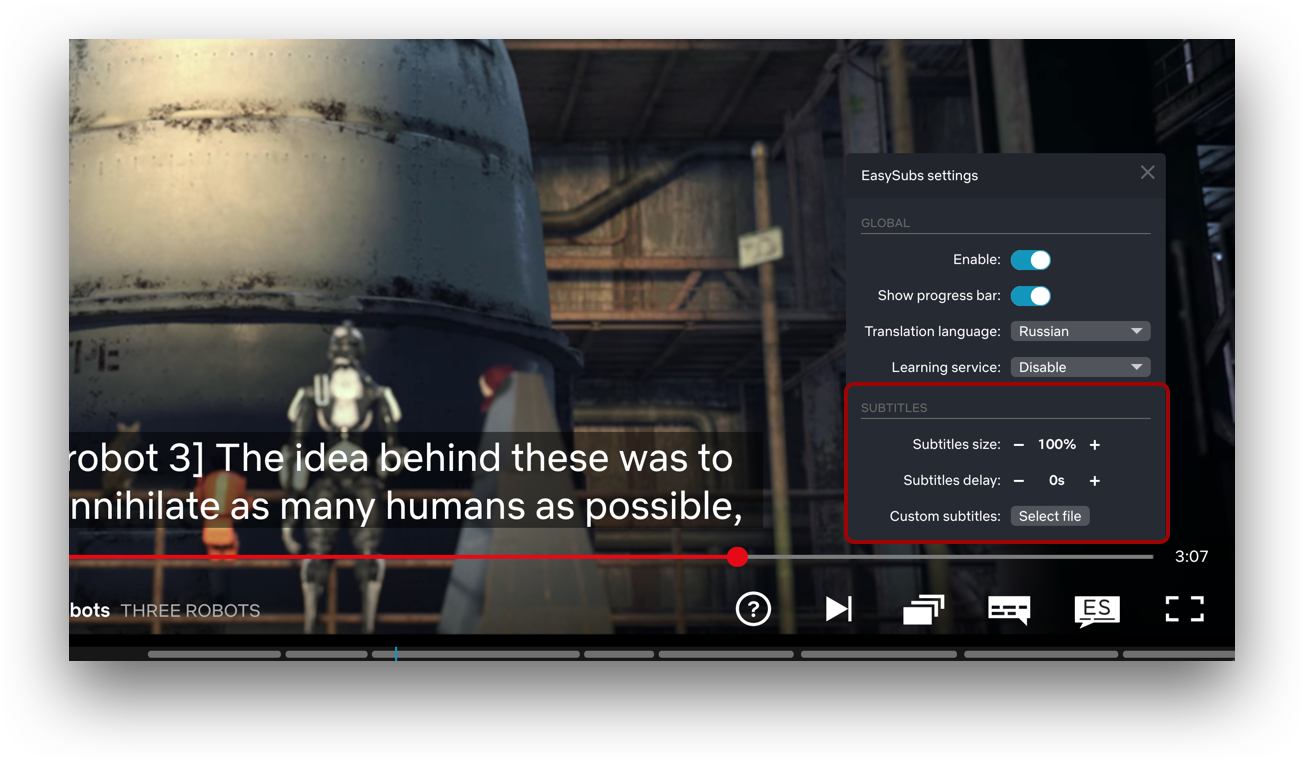 EasySubs settings
GLOBAL
Enable:
Show progress bar:
Translation language: Russian
Learning service: Disable
SUBTITLES
Subtitles size: − 100% +
Subtitles delay: − 0s +
Custom subtitles: Select file
robot 3] The idea behind these was to
nnihilate as many humans as possible,
3:07
bots THREE ROBOTS
?
ES